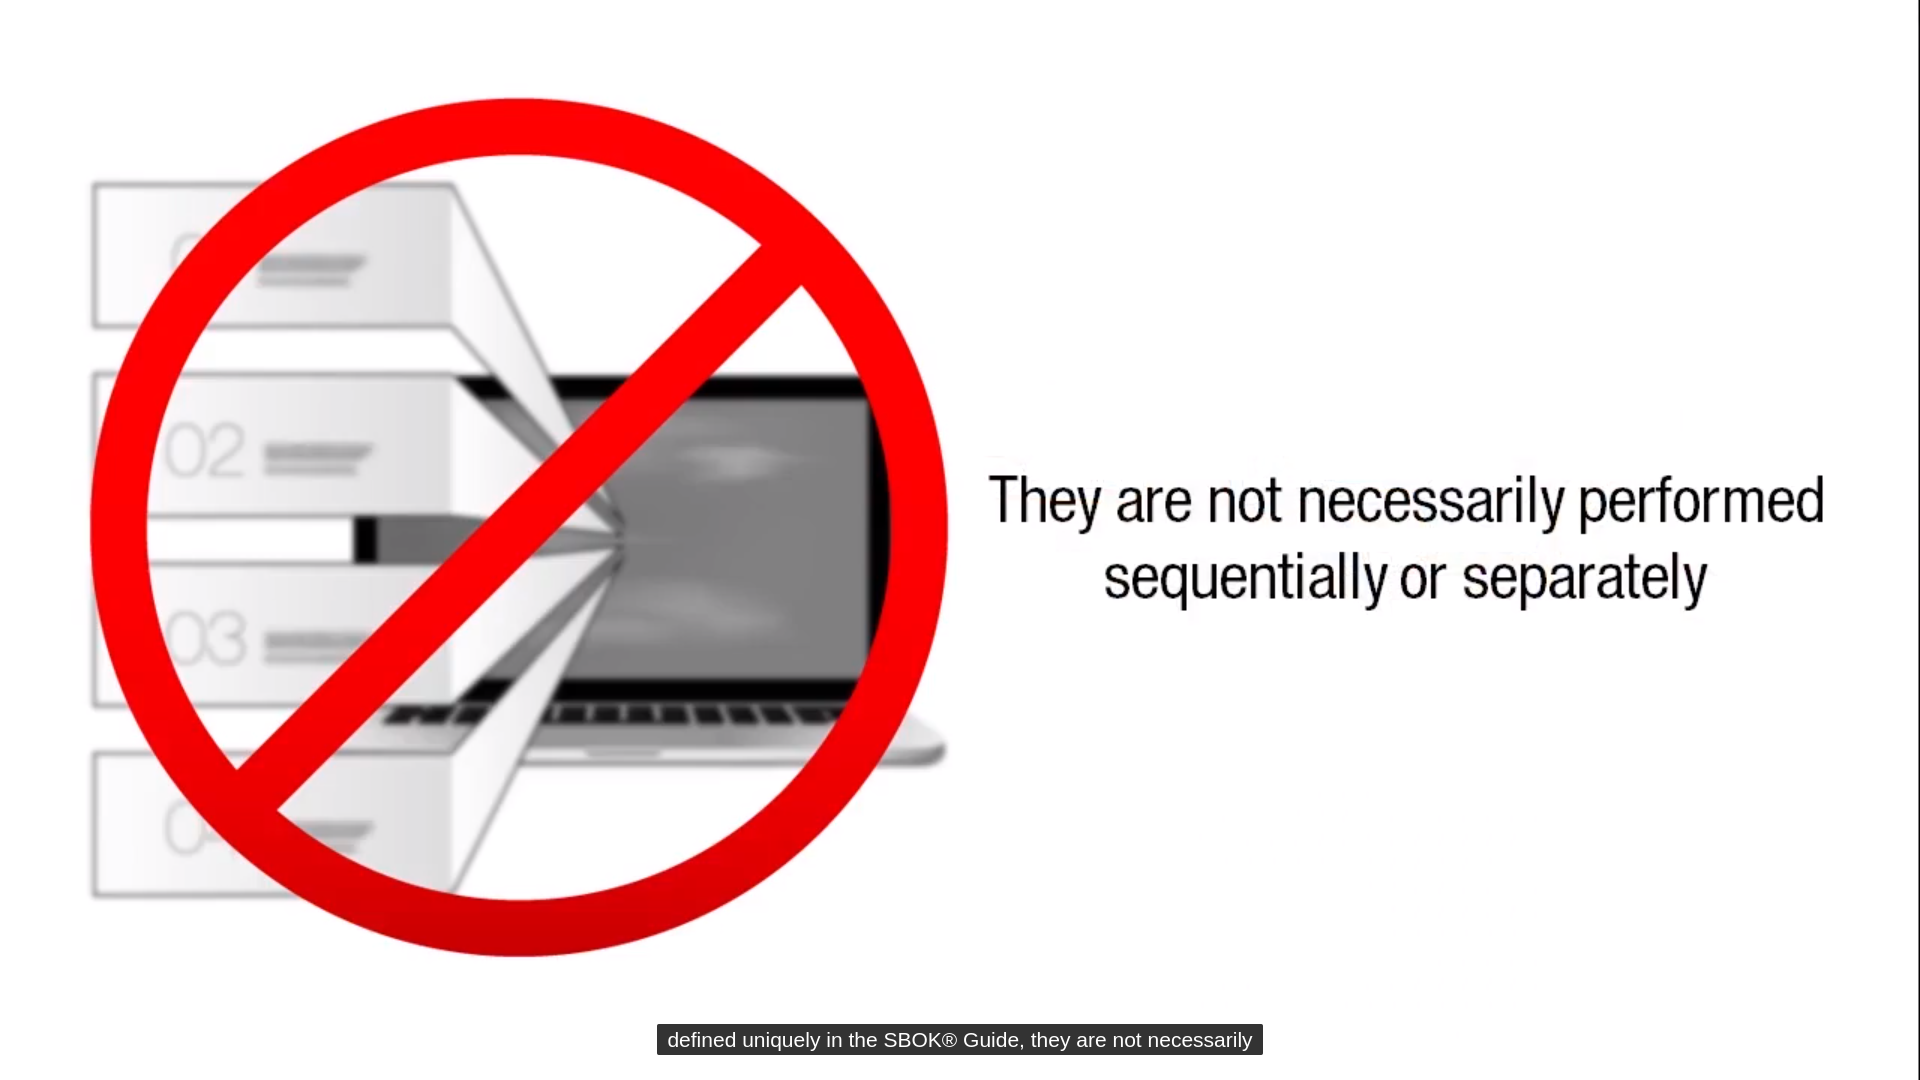 02
03
They are not necessarily performed
sequentially or separately
defined uniquely in the SBOK® Guide, they are not necessarily